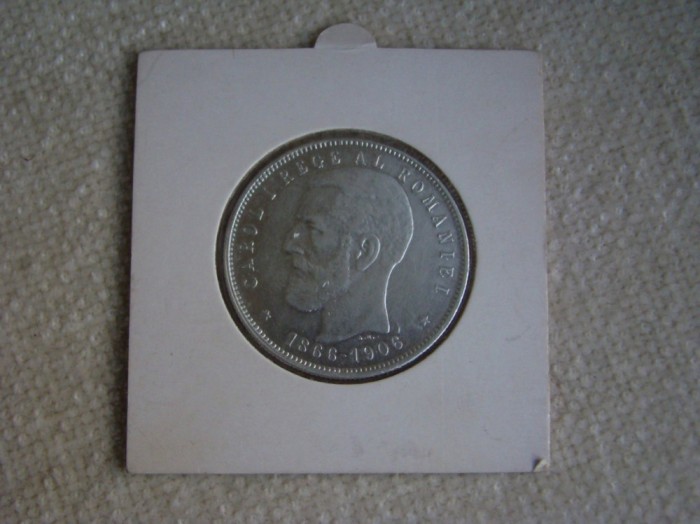 CAROL I REGE AL ROMANIEI
* 1866-1906 *